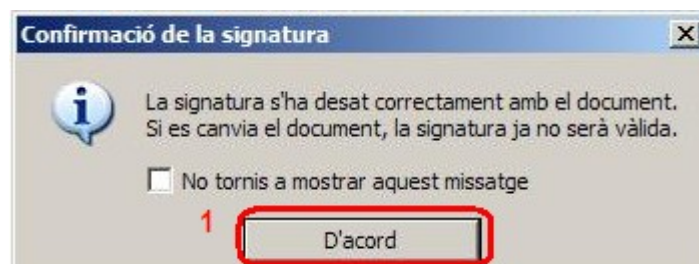 Confirmació de la signatura
La signatura s'ha desat correctament amb el document.
Si es canvia el document, la signatura ja no serà vàlida.
No tornis a mostrar aquest missatge
1
D'acord